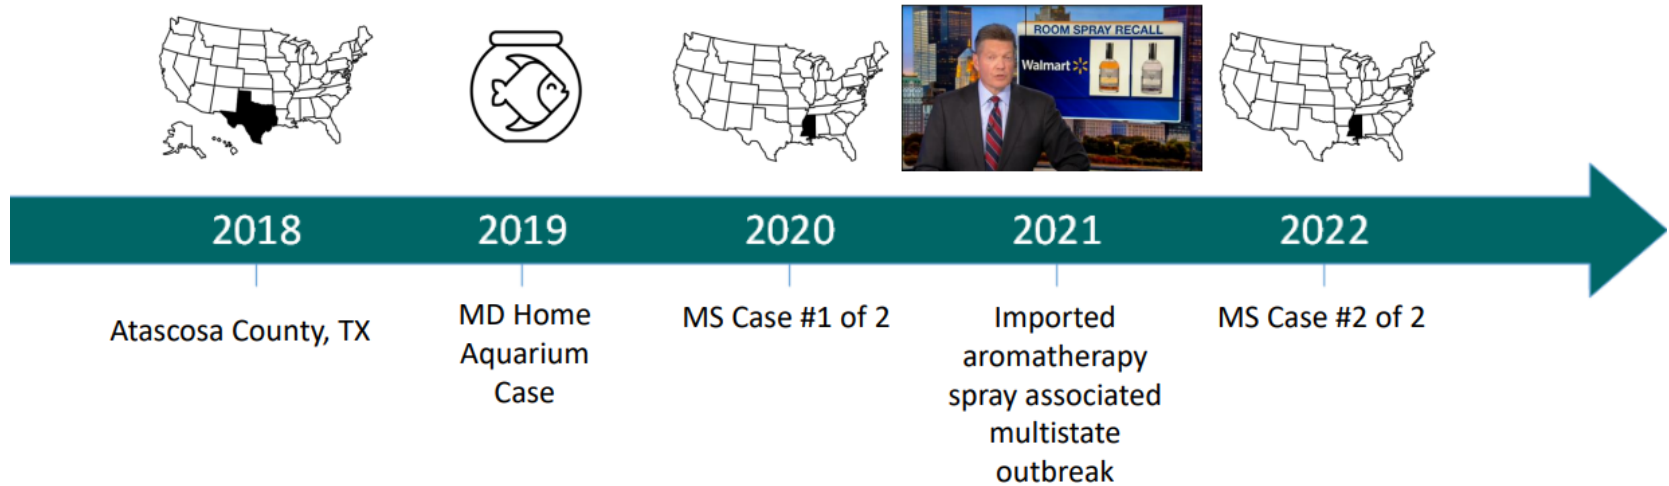 ROOM SPRAY RECALL
Walmart
2018
2019
2020
2021
2022
Atascosa County, TX
MD Home
Aquarium
Case
MS Case #1 of 2
Imported
aromatherapy
spray associated
multistate
outbreak
MS Case #2 of 2